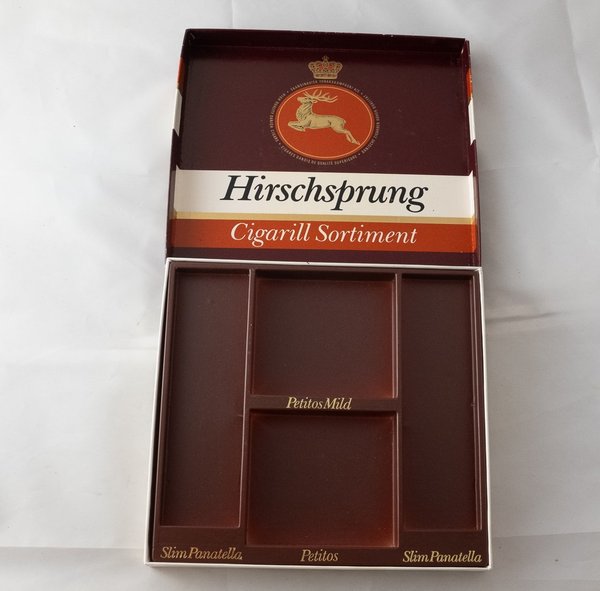 Hirschsprung
Cigarill Sortiment
Petitos Mild
Slim Panatella
Petitos
Slim Panatella